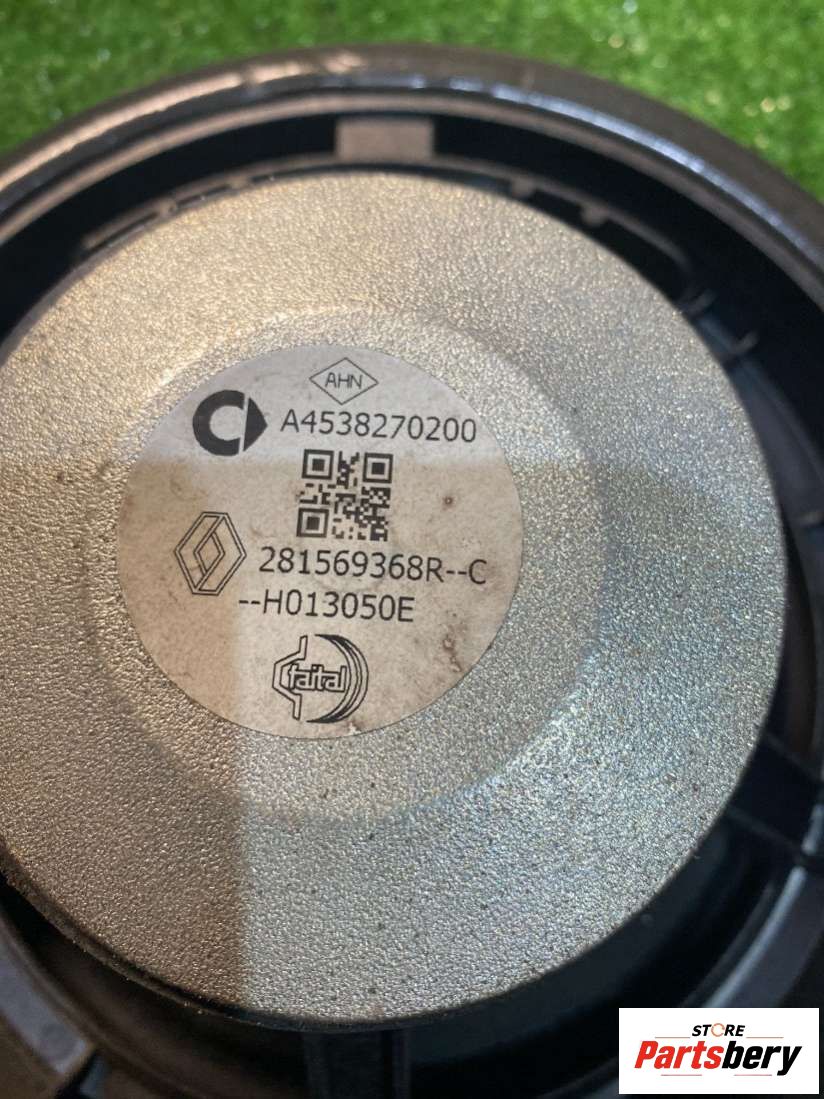 AHN
A4538270200
281569368R--C
--H013050E
faital
STORE
Partsbery